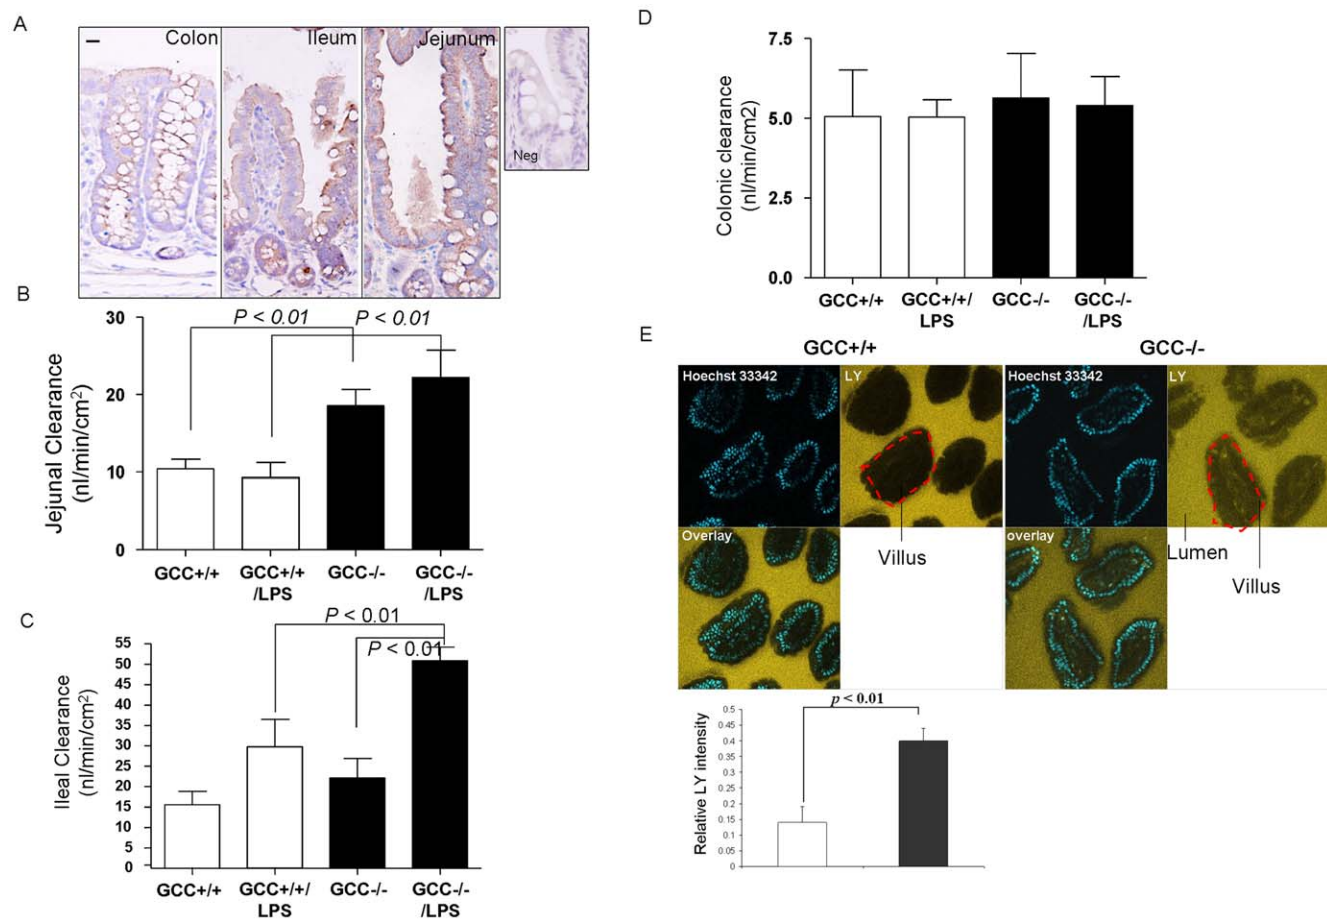 A
Colon
Ileum
Jejunum
Neg
B
Jejunal Clearance
(nl/min/cm2)
30
20
10
0
P < 0.01
P < 0.01
GCC+/+
GCC+/+
/LPS
GCC-/-
GCC-/-
/LPS
C
Ileal Clearance
(nl/min/cm2)
55
50
45
40
35
30
25
20
15
10
5
0
P < 0.01
P < 0.01
GCC+/+
GCC+/+/
LPS
GCC-/-
GCC-/-
/LPS
D
Colonic clearance
(nl/min/cm2)
7.5
5.0
2.5
0.0
GCC+/+
GCC+/+/
LPS
GCC-/-
GCC-/-
/LPS
E
GCC+/+
GCC-/-
Hoechst 33342
LY
Hoechst 33342
LY
Overlay
Villus
overlay
Lumen
Villus
p < 0.01
Relative LY intensity
0.5
0.45
0.4
0.35
0.3
0.25
0.2
0.15
0.1
0.05
0